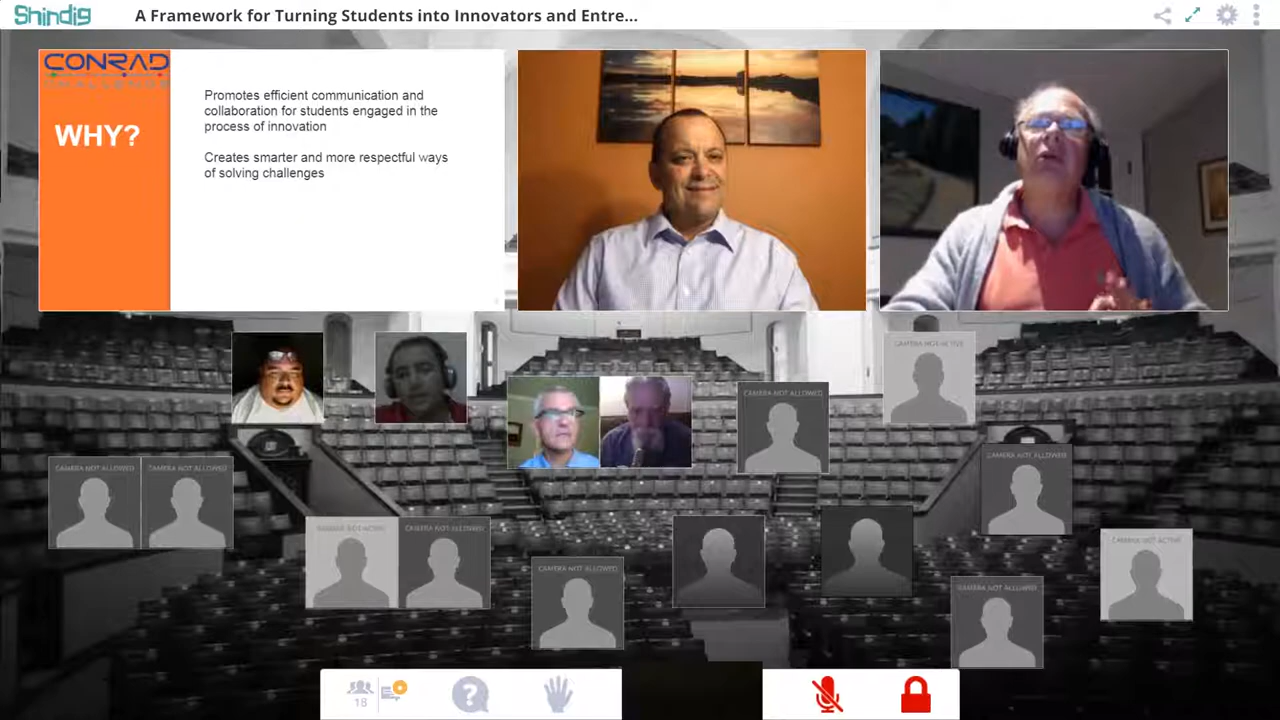 Shindig
A Framework for Turning Students into Innovators and Entre...
CONRAD
WHY?
Promotes efficient communication and
collaboration for students engaged in the
process of innovation
Creates smarter and more respectful ways
of solving challenges
CAMERA NOT ACTIVE
CAMERA NOT ALLOWED
CAMERA NOT ALLOWED
CAMERA NOT ALLOWED
CAMERA NOT ALLOWED
CAMERA NOT ACTIVE
CAMERA NOT ALLOWED
CAMERA NOT ACTIVE
CAMERA NOT ALLOWED
CAMERA NOT ALLOWED
18